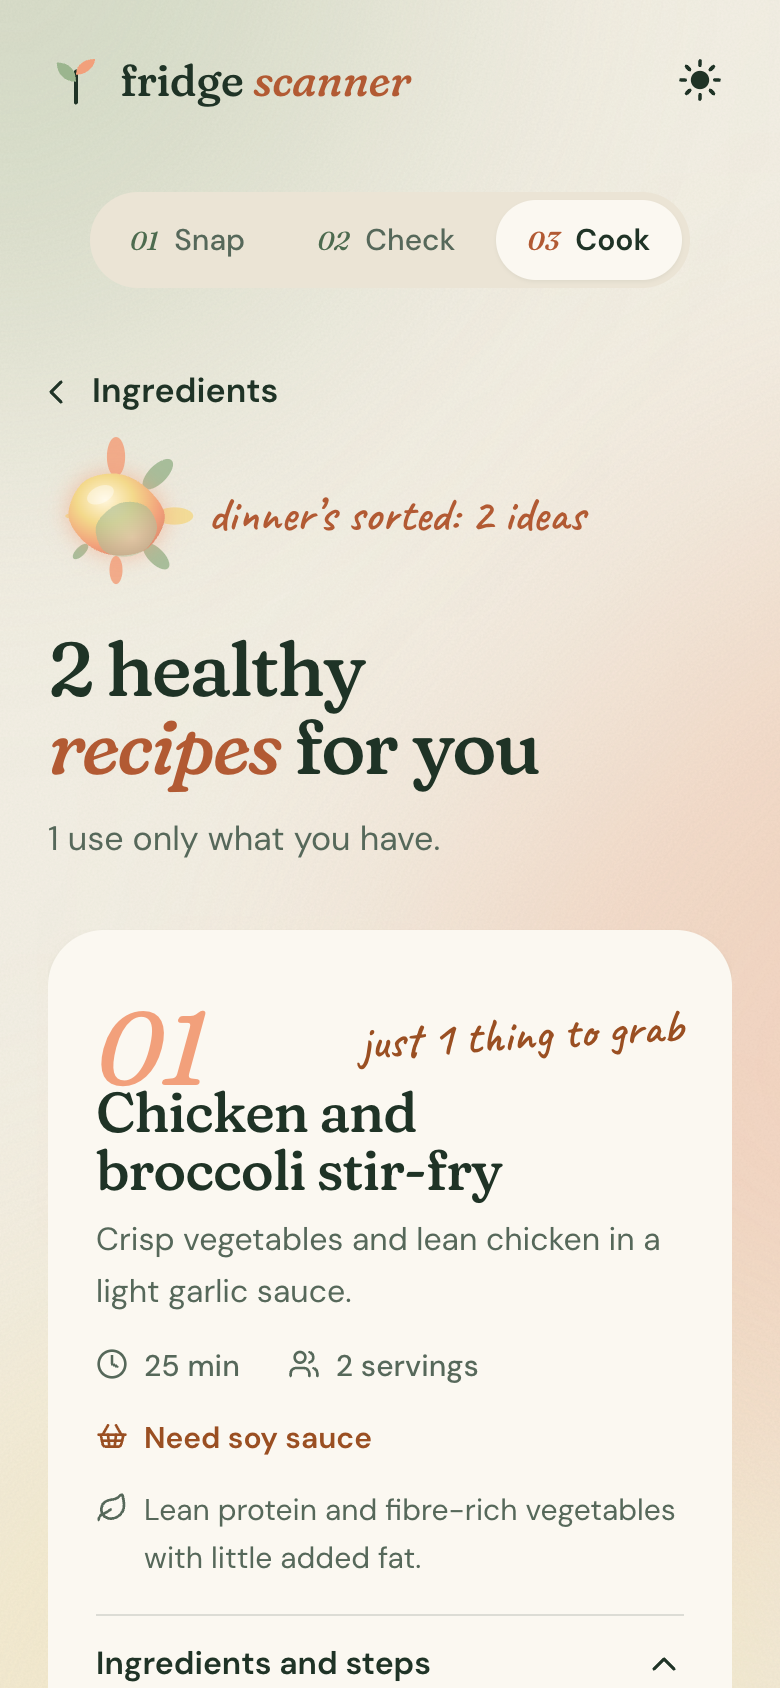 fridge scanner
01 Snap
02 Check
03 Cook
Ingredients
dinner's sorted: 2 ideas
2 healthy
recipes for you
1 use only what you have.
01
just 1 thing to grab
Chicken and
broccoli stir-fry
Crisp vegetables and lean chicken in a
light garlic sauce.
25 min
2 servings
Need soy sauce
Lean protein and fibre-rich vegetables
with little added fat.
Ingredients and steps